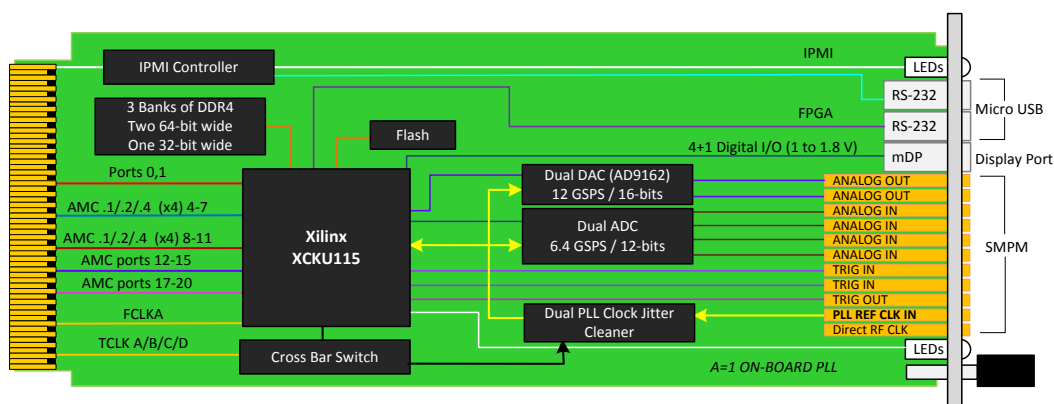 IPMI
IPMI Controller
LEDs
RS-232
Micro USB
3 Banks of DDR4
Two 64-bit wide
One 32-bit wide
Flash
FPGA
RS-232
4+1 Digital I/O (1 to 1.8 V)
mDP
Display Port
Ports 0,1
AMC .1/.2/.4 (x4) 4-7
AMC .1/.2/.4 (x4) 8-11
AMC ports 12-15
AMC ports 17-20
FCLKA
TCLK A/B/C/D
Xilinx
XCKU115
Dual DAC (AD9162)
12 GSPS / 16-bits
Dual ADC
6.4 GSPS / 12-bits
Dual PLL Clock Jitter
Cleaner
Cross Bar Switch
ANALOG OUT
ANALOG OUT
ANALOG IN
ANALOG IN
ANALOG IN
ANALOG IN
TRIG IN
TRIG IN
TRIG OUT
PLL REF CLK IN
Direct RF CLK
SMPM
LEDs
A=1 ON-BOARD PLL